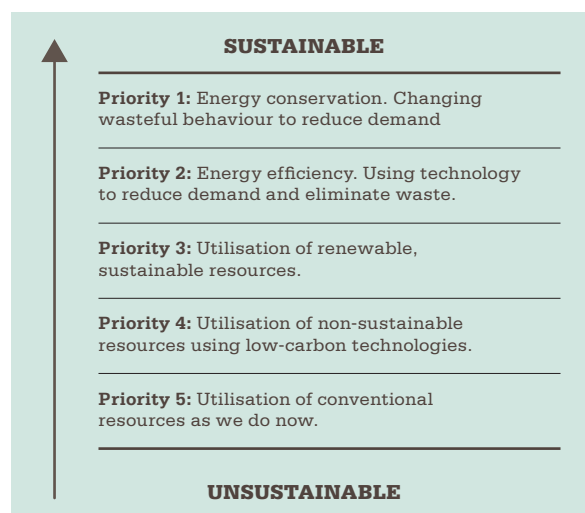 SUSTAINABLE
Priority 1: Energy conservation. Changing
wasteful behaviour to reduce demand
Priority 2: Energy efficiency. Using technology
to reduce demand and eliminate waste.
Priority 3: Utilisation of renewable,
sustainable resources.
Priority 4: Utilisation of non-sustainable
resources using low-carbon technologies.
Priority 5: Utilisation of conventional
resources as we do now.
UNSUSTAINABLE